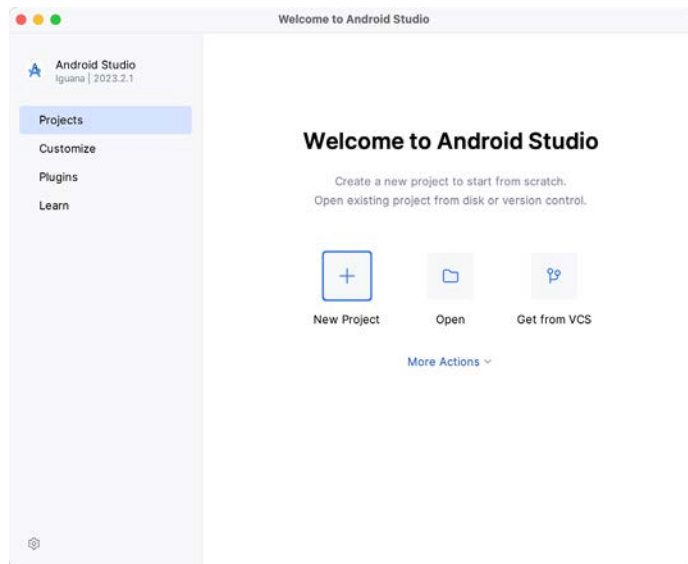 Welcome to Android Studio
Android Studio
Iguana | 2023.2.1
Projects
Customize
Plugins
Learn
Welcome to Android Studio
Create a new project to start from scratch.
Open existing project from disk or version control.
New Project
Open
Get from VCS
More Actions